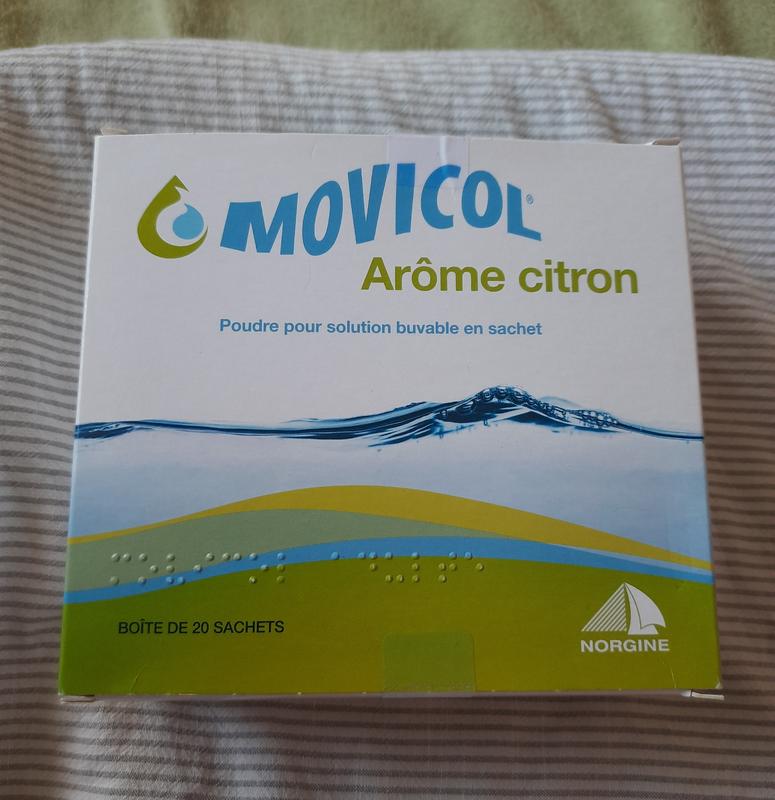 MOVICOL®
Arôme citron
Poudre pour solution buvable en sachet
BOÎTE DE 20 SACHETS
NORGINE